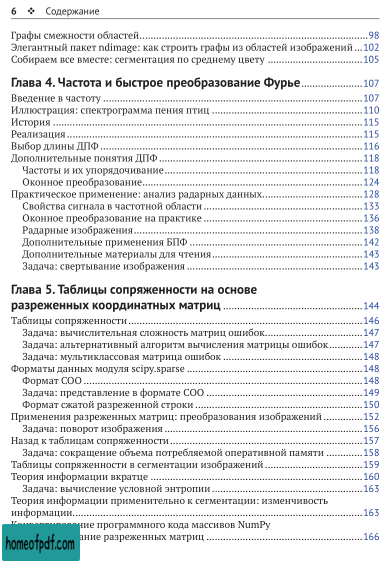 6 ❖ Содержание
Графы смежности областей 98
Элегантный пакет ndimage: как строить графы из областей изображений 102
Собираем все вместе: сегментация по среднему цвету 105
Глава 4. Частота и быстрое преобразование Фурье 107
Введение в частоту 107
Иллюстрация: спектрограмма пения птиц 110
История 115
Реализация 115
Выбор длины ДПФ 116
Дополнительные понятия ДПФ 118
Частоты и их упорядочивание 118
Оконное преобразование 124
Практическое применение: анализ радарных данных 128
Свойства сигнала в частотной области 133
Оконное преобразование на практике 136
Радарные изображения 138
Дополнительные применения БПФ 142
Дополнительные материалы для чтения 143
Задача: свертывание изображения 143
Глава 5. Таблицы сопряженности на основе
разреженных координатных матриц 144
Таблицы сопряженности 146
Задача: вычислительная сложность матриц ошибок 147
Задача: альтернативный алгоритм вычисления матрицы ошибок 147
Задача: мультиклассовая матрица ошибок 148
Форматы данных модуля scipy.sparse 148
Формат COO 148
Задача: представление в формате COO 149
Формат сжатой разреженной строки 150
Применения разреженных матриц: преобразования изображений 152
Задача: поворот изображения 156
Назад к таблицам сопряженности 157
Задача: сокращение объема потребляемой оперативной памяти 158
Таблицы сопряженности в сегментации изображений 159
Теория информации вкратце 160
Задача: вычисление условной энтропии 163
Теория информации применительно к сегментации: изменчивость
информации 163
программного кода массивов NumPy
разреженных матриц 166
homeofpdf.com